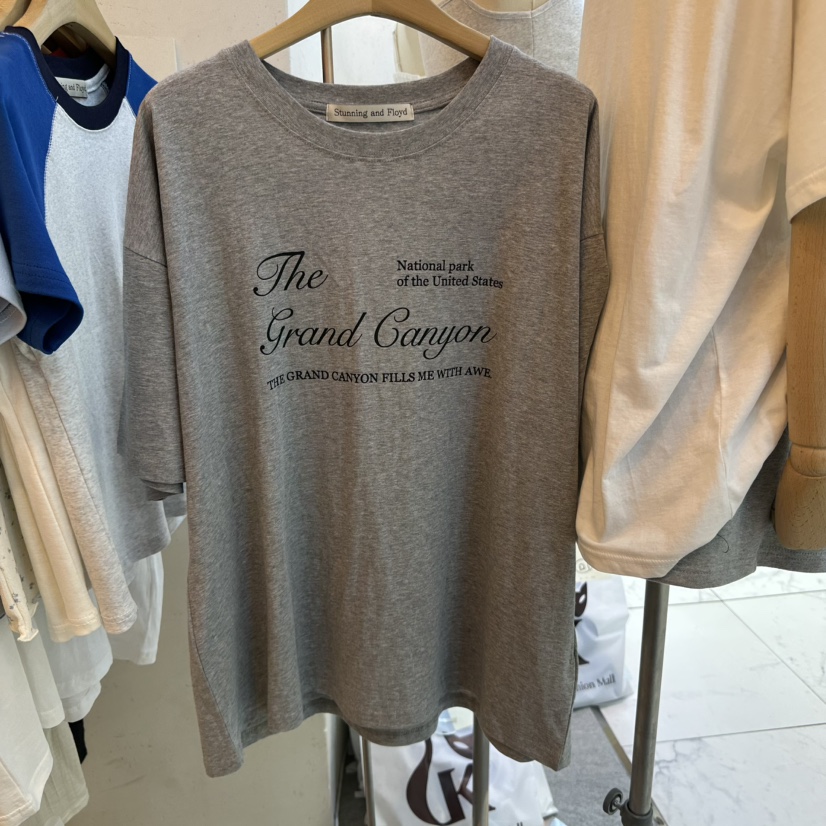 Stunning and Floyd
The
National park
of the United States
Grand Canyon
THE GRAND CANYON FILLS ME WITH AWE
K
Mall